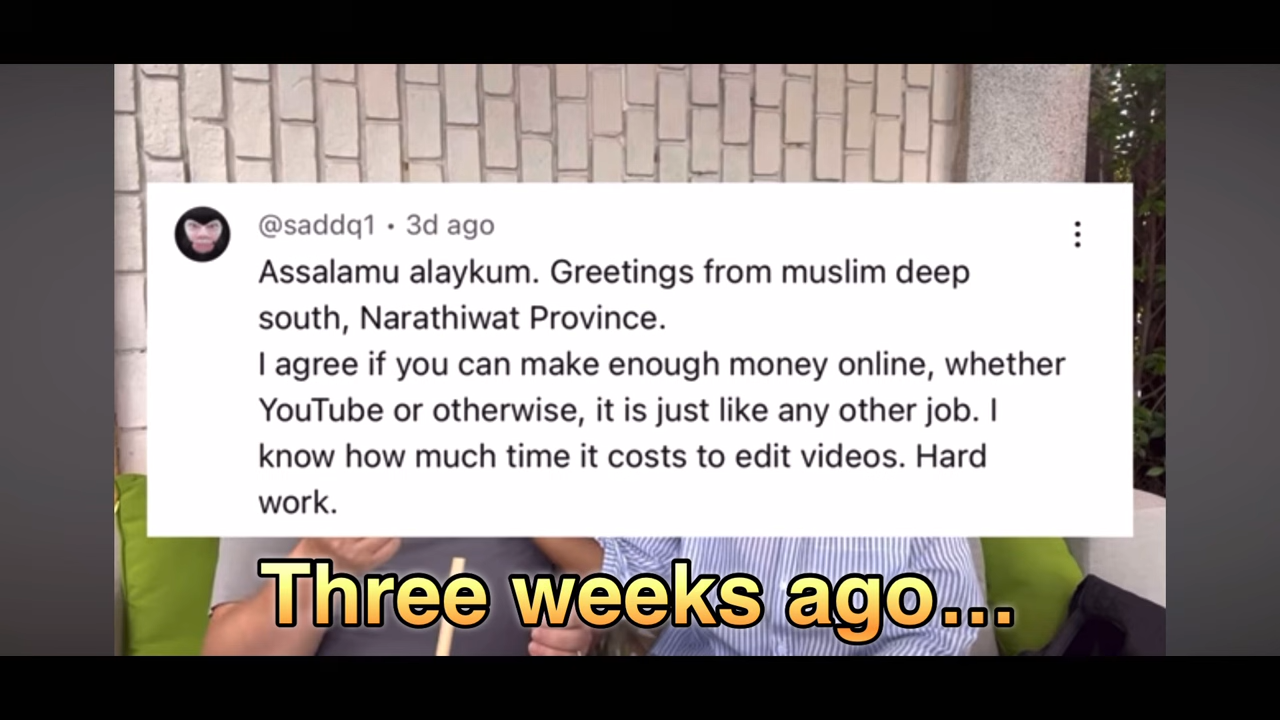 @saddq1 • 3d ago
Assalamu alaykum. Greetings from muslim deep
south, Narathiwat Province.
I agree if you can make enough money online, whether
YouTube or otherwise, it is just like any other job. I
know how much time it costs to edit videos. Hard
work.
Three weeks ago...